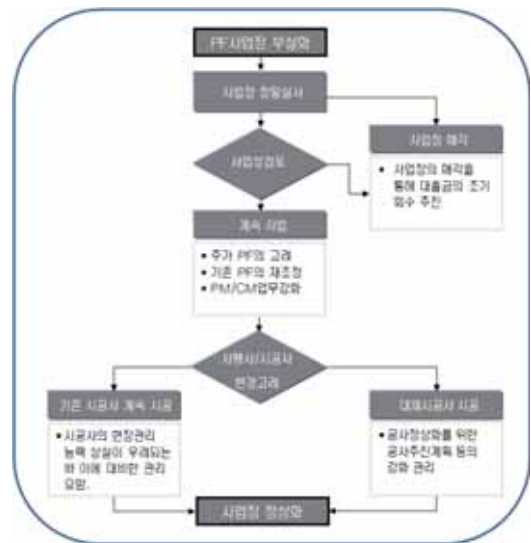 PF사업장 부실화
사업장 정밀실사
사업성검토
사업장 매각
• 사업장의 매각을
통해 대출금의 조기
회수 추진
계속 사업
• 추가 PF의 고려
• 기존 PF의 재조정
• PM/CM업무강화
시행사/시공사
변경고려
기존 시공사 계속 시공
• 시공사의 현장관리
능력 상실이 우려되는
바 이에 대비한 관리
요망.
대체시공사 시공
• 공사정상화를 위한
공사추진계획 등의
강화 관리
사업장 정상화